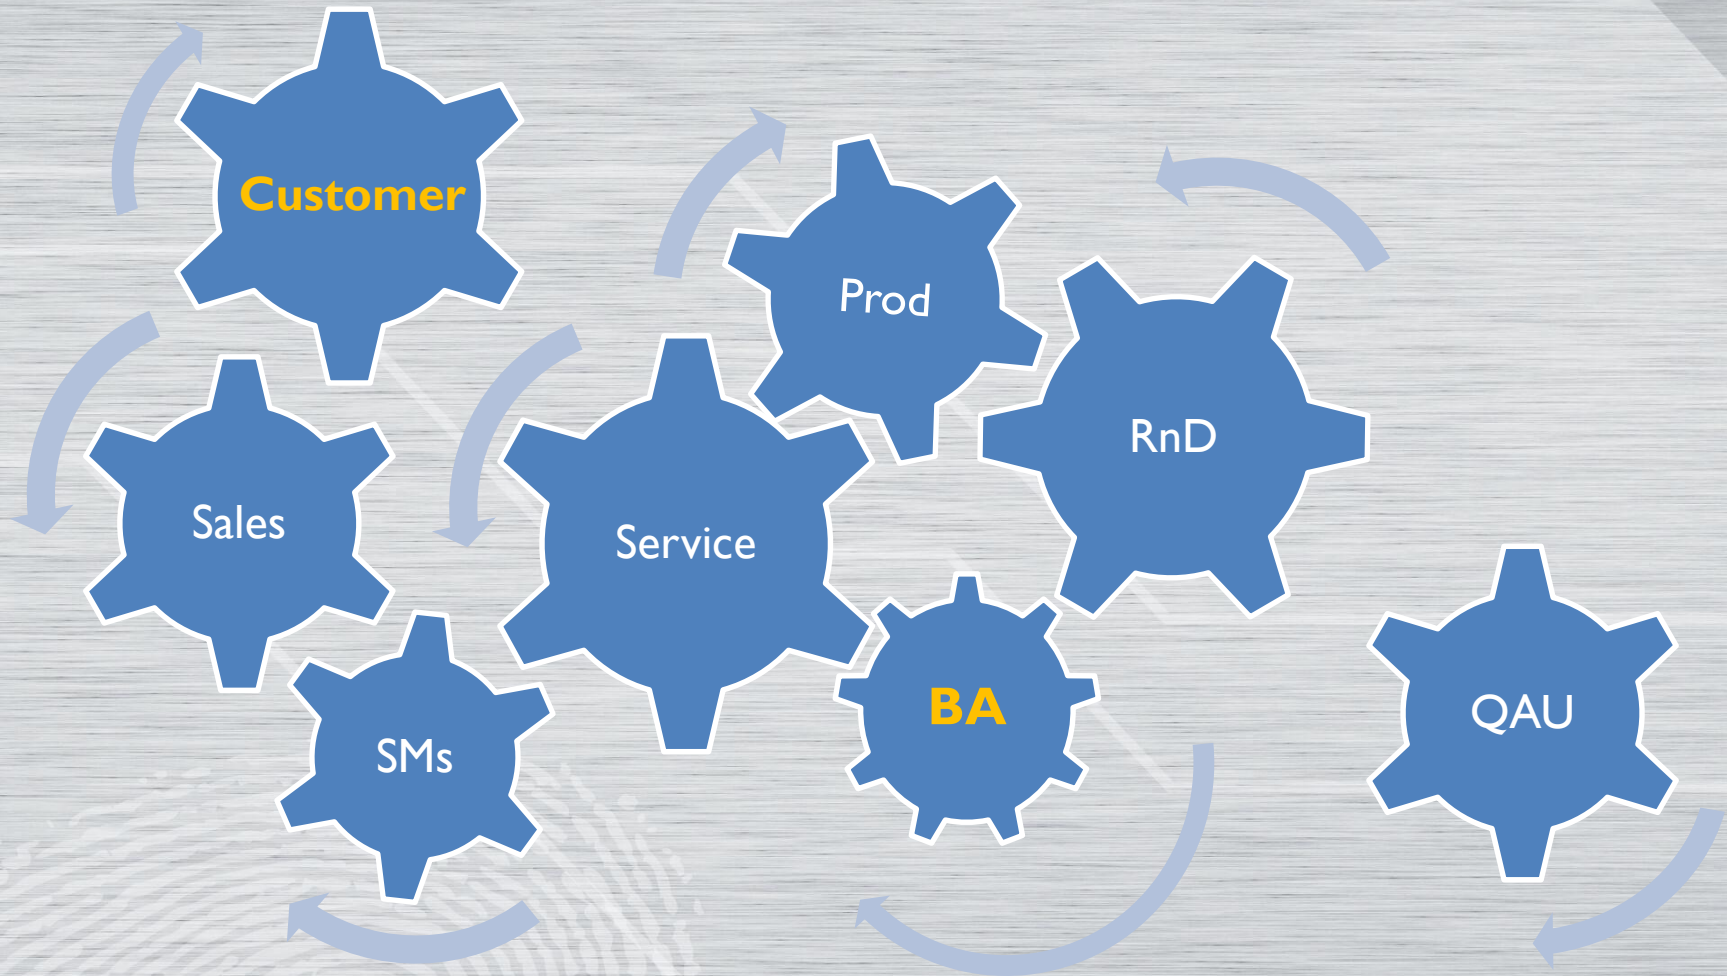 Customer
Prod
RnD
Sales
Service
SMs
BA
QAU